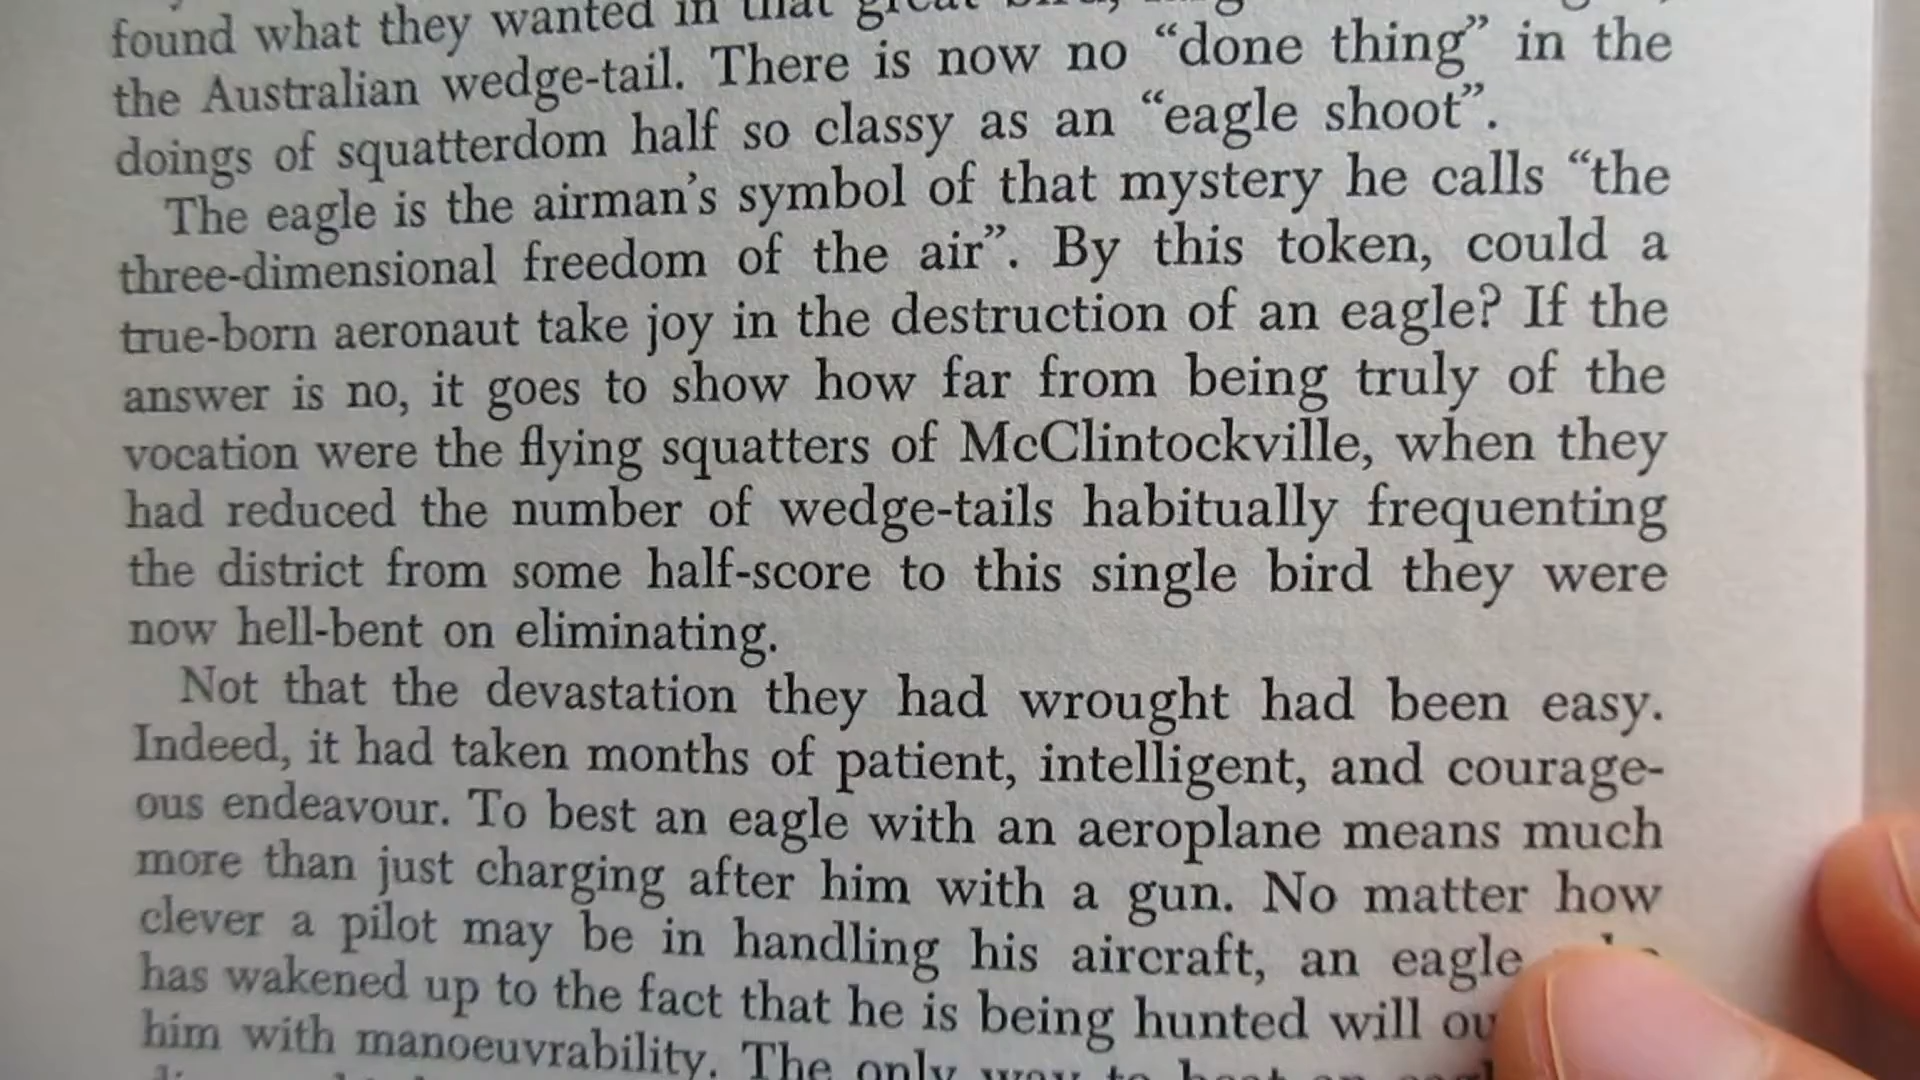 found what they wanted in that great
the Australian wedge-tail. There is now no “done thing” in the
doings of squatterdom half so classy as an “eagle shoot”.
The eagle is the airman’s symbol of that mystery he calls “the
three-dimensional freedom of the air”. By this token, could a
true-born aeronaut take joy in the destruction of an eagle? If the
answer is no, it goes to show how far from being truly of the
vocation were the flying squatters of McClintockville, when they
had reduced the number of wedge-tails habitually frequenting
the district from some half-score to this single bird they were
now hell-bent on eliminating.
Not that the devastation they had wrought had been easy.
Indeed, it had taken months of patient, intelligent, and courage-
ous endeavour. To best an eagle with an aeroplane means much
more than just charging after him with a gun. No matter how
clever a pilot may be in handling his aircraft, an eagle
has wakened up to the fact that he is being hunted will
him with manoeuvrability. The only way to